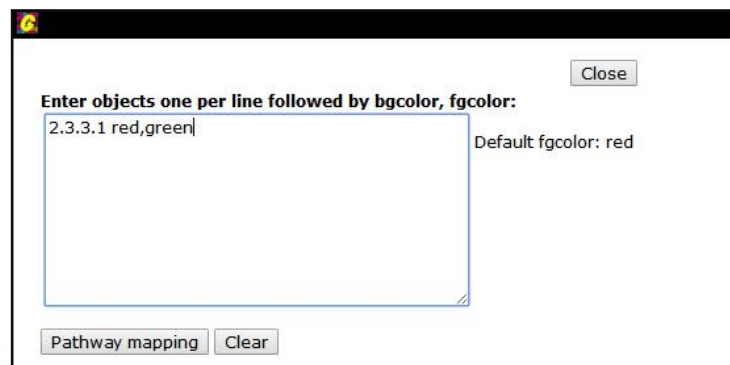 G
Close
Enter objects one per line followed by bgcolor, fgcolor:
2.3.3.1 red,green
Default fgcolor: red
Pathway mapping Clear